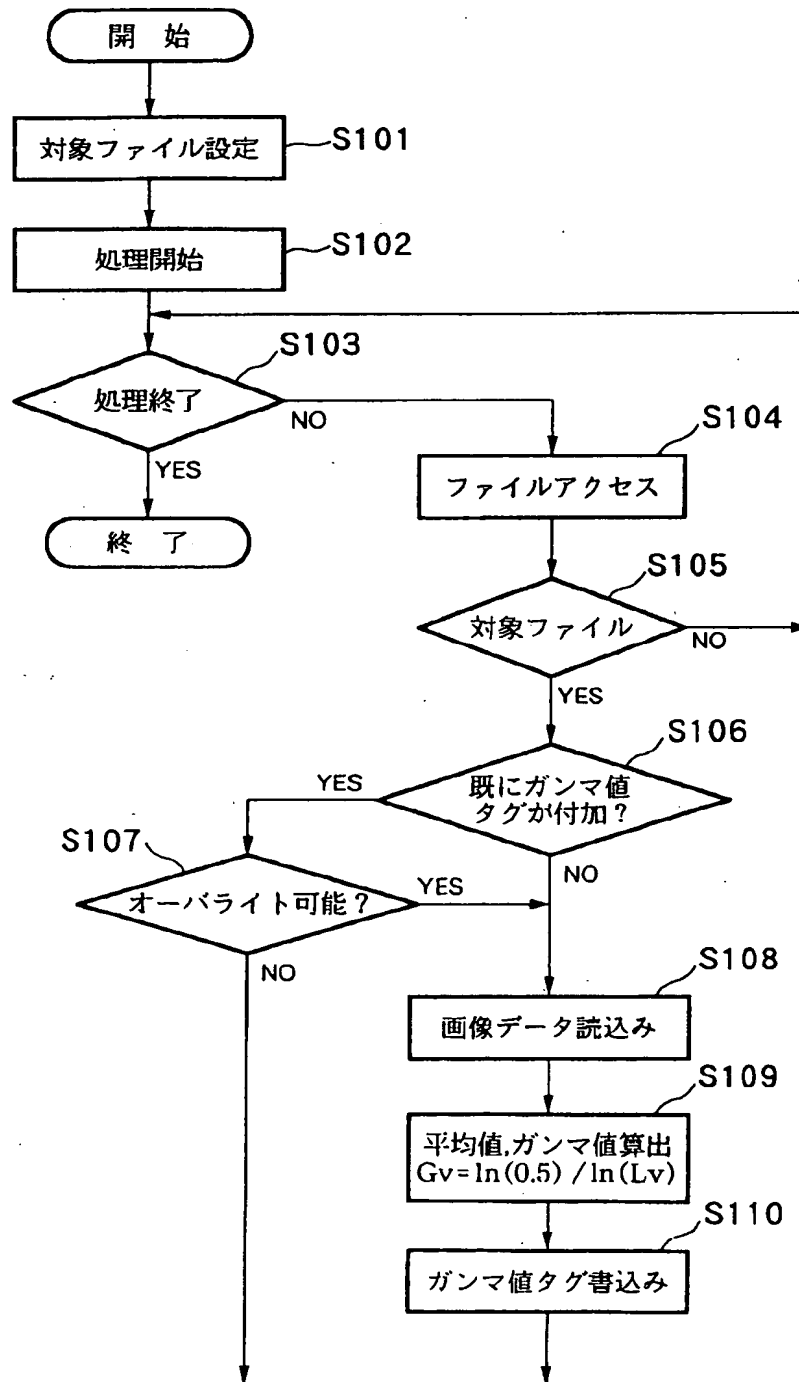 開 始
対象ファイル設定
S101
処理開始
S102
S103
処理終了
NO
YES
終 了
S104
ファイルアクセス
S105
対象ファイル
NO
YES
S106
既にガンマ値
タグが付加?
YES
NO
S107
オーバライト可能?
YES
NO
S108
画像データ読込み
S109
平均値,ガンマ値算出
Gv=ln(0.5) /ln(Lv)
S110
ガンマ値タグ書込み